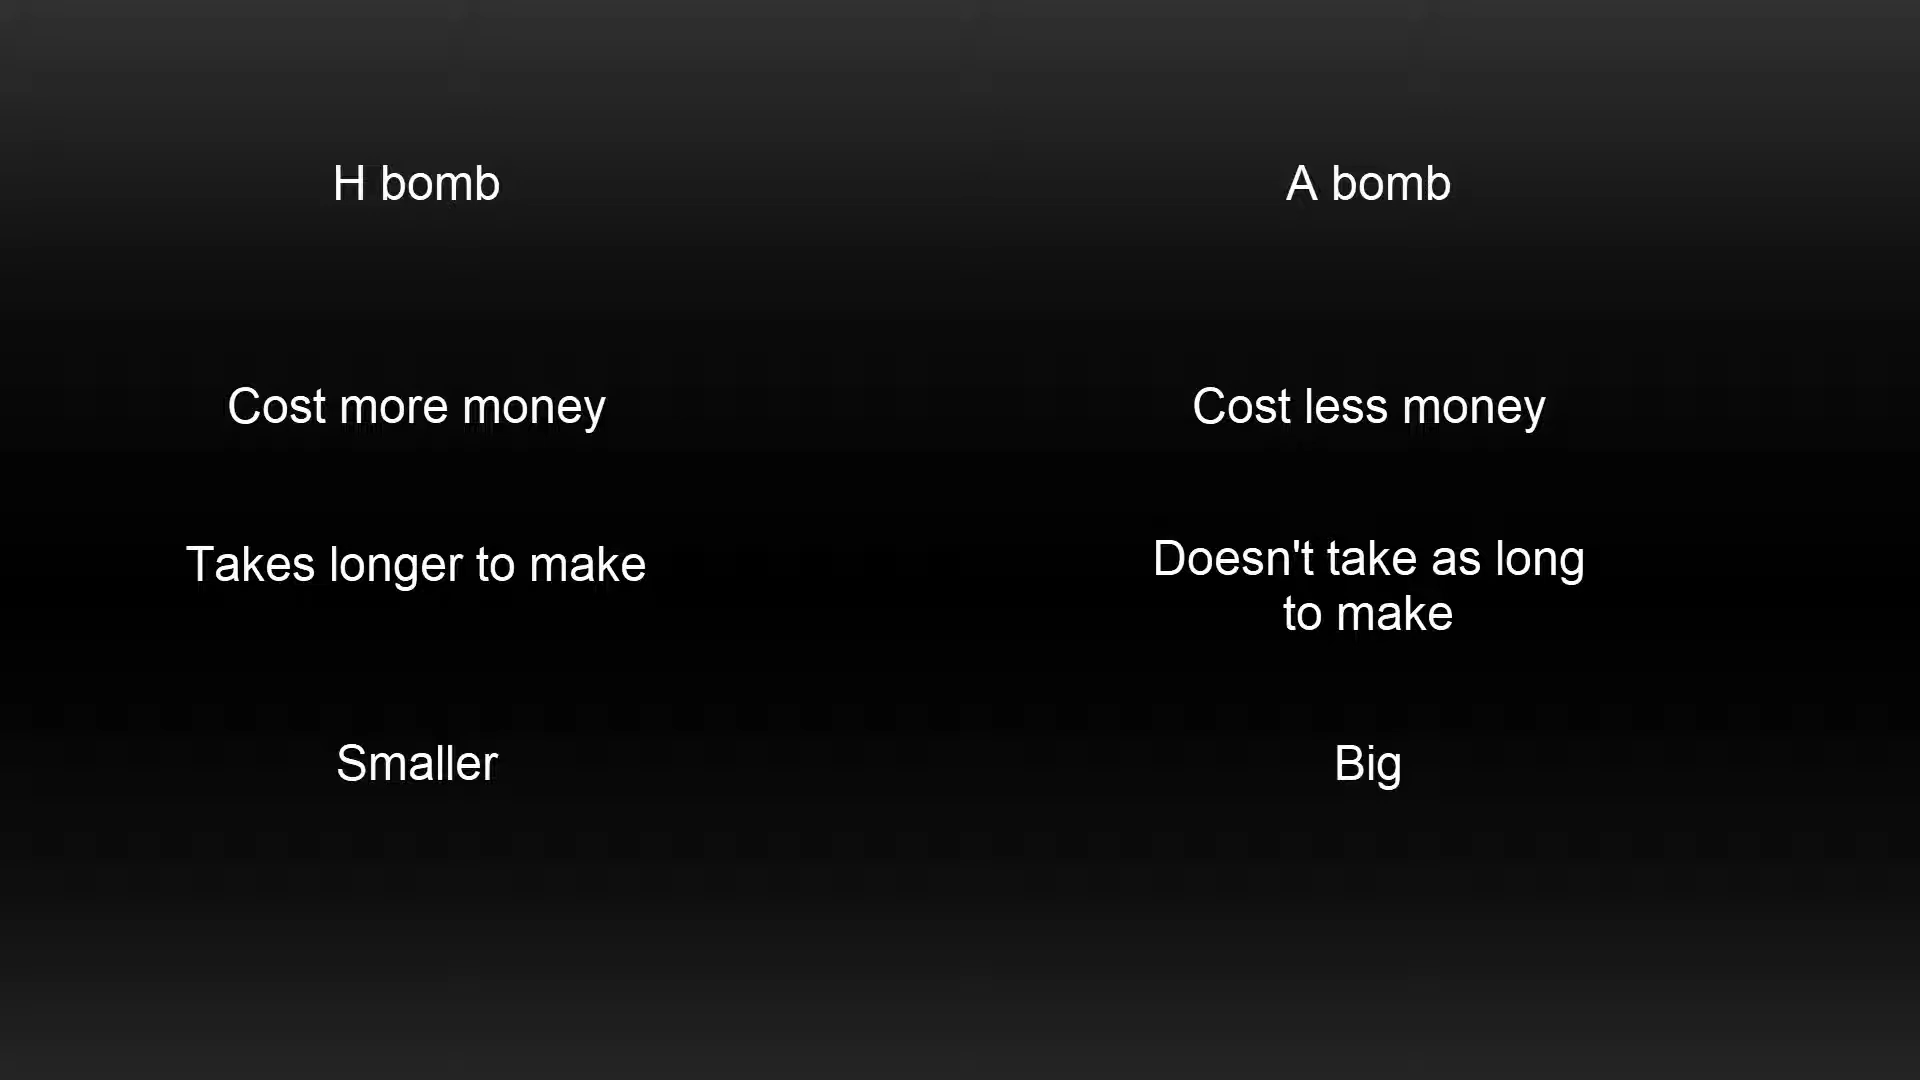 H bomb
A bomb
Cost more money
Cost less money
Takes longer to make
Doesn't take as long
to make
Smaller
Big